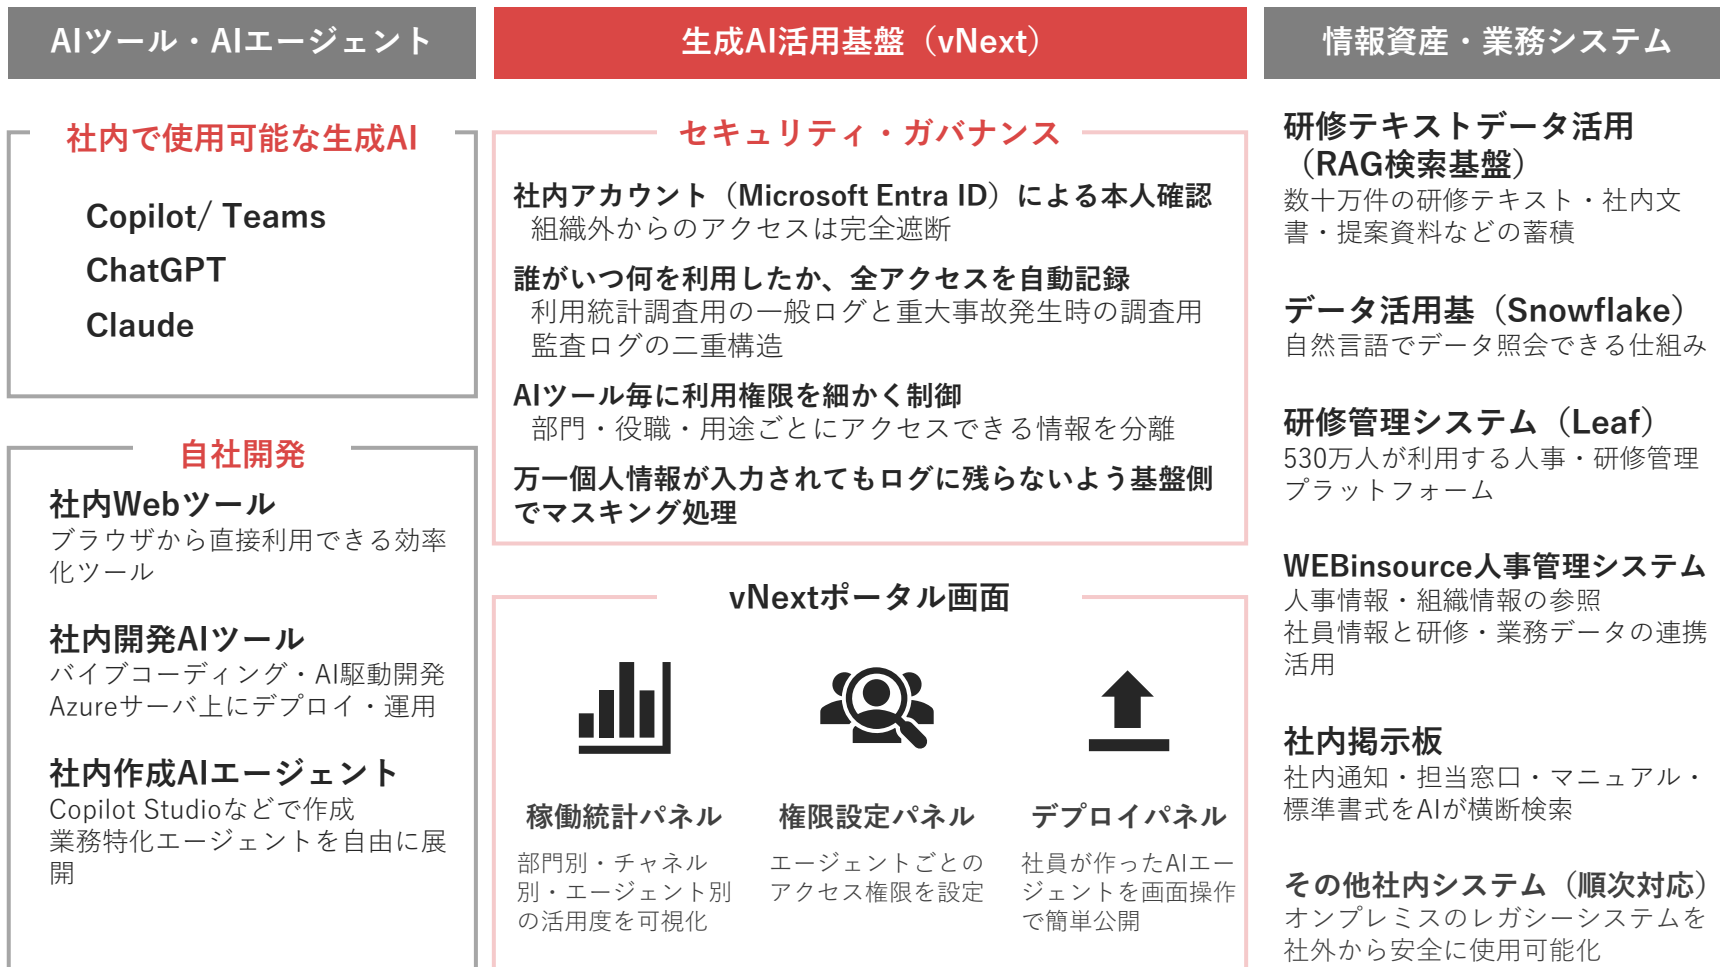 AIツール・AIエージェント
社内で使用可能な生成AI
Copilot/ Teams
ChatGPT
Claude
自社開発
社内Webツール
ブラウザから直接利用できる効率
化ツール
社内開発AIツール
バイブコーディング・AI駆動開発
Azureサーバ上にデプロイ・運用
社内作成AIエージェント
Copilot Studioなどで作成
業務特化エージェントを自由に展
開
生成AI活用基盤（vNext）
セキュリティ・ガバナンス
社内アカウント（Microsoft Entra ID）による本人確認
組織外からのアクセスは完全遮断
誰がいつ何を利用したか、全アクセスを自動記録
利用統計調査用の一般ログと重大事故発生時の調査用
監査ログの二重構造
AIツール毎に利用権限を細かく制御
部門・役職・用途ごとにアクセスできる情報を分離
万一個人情報が入力されてもログに残らないよう基盤側
でマスキング処理
vNextポータル画面
稼働統計パネル
部門別・チャネル
別・エージェント別
の活用度を可視化
権限設定パネル
エージェントごとの
アクセス権限を設定
デプロイパネル
社員が作ったAIエー
ジェントを画面操作
で簡単公開
情報資産・業務システム
研修テキストデータ活用
（RAG検索基盤）
数十万件の研修テキスト・社内文
書・提案資料などの蓄積
データ活用基（Snowflake）
自然言語でデータ照会できる仕組み
研修管理システム（Leaf）
530万人が利用する人事・研修管理
プラットフォーム
WEBinsource人事管理システム
人事情報・組織情報の参照
社員情報と研修・業務データの連携
活用
社内掲示板
社内通知・担当窓口・マニュアル・
標準書式をAIが横断検索
その他社内システム（順次対応）
オンプレミスのレガシーシステムを
社外から安全に使用可能化